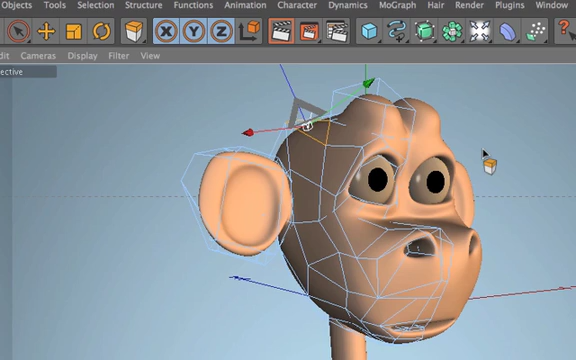 Objects Tools Selection Structure Functions Animation Character Dynamics MoGraph Hair Render Plugins Window
X Y Z
dit Cameras Display Filter View
ective